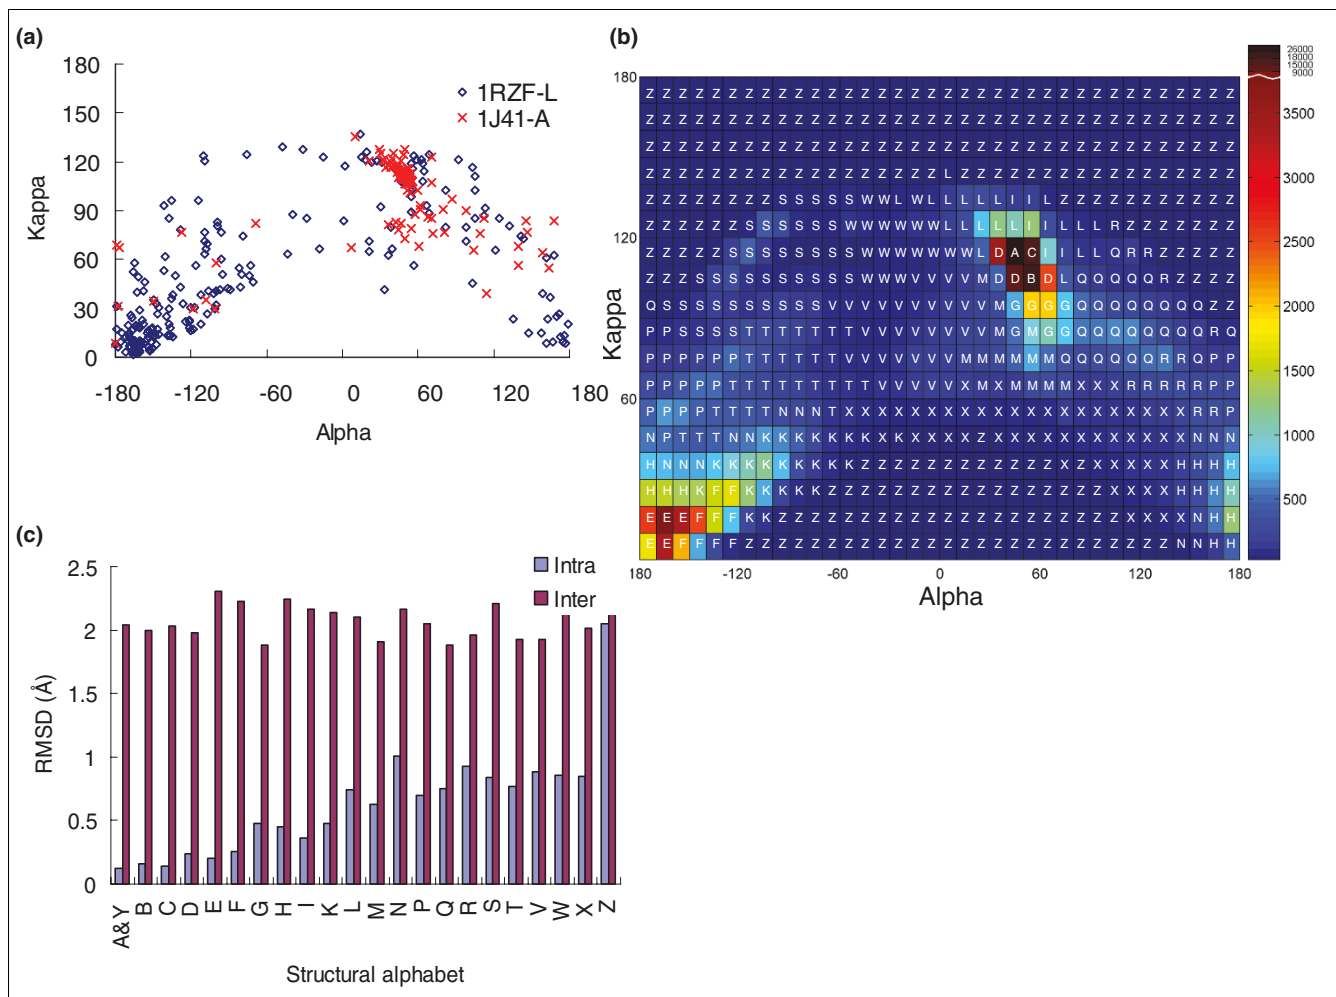 (a)
180
150
120
90
60
30
0
Kappa
1RZF-L
1J41-A
-180 -120 -60 0 60 120 180
Alpha
(b)
180
120
60
Kappa
Z Z Z Z Z Z Z Z Z Z Z Z Z Z Z Z Z Z Z Z Z Z Z Z Z Z Z Z Z Z Z Z Z Z Z Z
Z Z Z Z Z Z Z Z Z Z Z Z Z Z Z Z Z Z Z Z Z Z Z Z Z Z Z Z Z Z Z Z Z Z Z Z
Z Z Z Z Z Z Z Z Z Z Z Z Z Z Z Z Z Z Z Z Z Z Z Z Z Z Z Z Z Z Z Z Z Z Z Z
Z Z Z Z Z Z Z Z Z Z Z Z Z Z Z Z Z Z L Z Z Z Z Z Z Z Z Z Z Z Z Z Z Z Z Z
Z Z Z Z Z Z Z Z S S S S S W W L W L L L L L I I L Z Z Z Z Z Z Z Z Z Z Z
Z Z Z Z Z Z S S S S S S W W W W W W L L L L L I I L L L R Z Z Z Z Z Z Z
Z Z Z Z Z S S S S S S S S W W W W W W W L D A C I I L L Q R R Z Z Z Z Z
Z Z Z Z S S S S S S S S S W W W V V V V M D D B D L Q Q Q Q Q R Z Z Z Z
Q S S S S S S S S S S V V V V V V V V V V M G G G G Q Q Q Q Q Q Q Q Z Z
P P S S S S T T T T T T T V V V V V V V V M G M G G Q Q Q Q Q Q Q Q R Q
P P P P P P T T T T T T V V V V V V V M M M M M M Q Q Q Q Q Q R R Q P P
P P P P P T T T T T T T T T V V V V V X M X M M M M X X X R R R R R P P
P P P P T T T T N N N T X X X X X X X X X X X X X X X X X X X X X R R P
N P T T T N N K K K K K K K X K X X X X Z X X X X X X X X X X X X N N N
H N N N K K K K K K K K K Z Z Z Z Z Z Z Z Z Z Z Z X Z X X X X X H H H H
H H H K F F K K K K K Z Z Z Z Z Z Z Z Z Z Z Z Z Z Z Z Z X X X X H H H H
E E E F F F K K Z Z Z Z Z Z Z Z Z Z Z Z Z Z Z Z Z Z Z Z Z X X X X N H H
E E F F F F Z Z Z Z Z Z Z Z Z Z Z Z Z Z Z Z Z Z Z Z Z Z Z Z Z Z N N H H
180 -120 -60 0 60 120 180
Alpha
26000
18000
15000
9000
3500
3000
2500
2000
1500
1000
500
(c)
2.5
2
1.5
1
0.5
0
RMSD (Å)
Intra
Inter
A&Y B C D E F G H I K L M N P Q R S T V W X Z
Structural alphabet